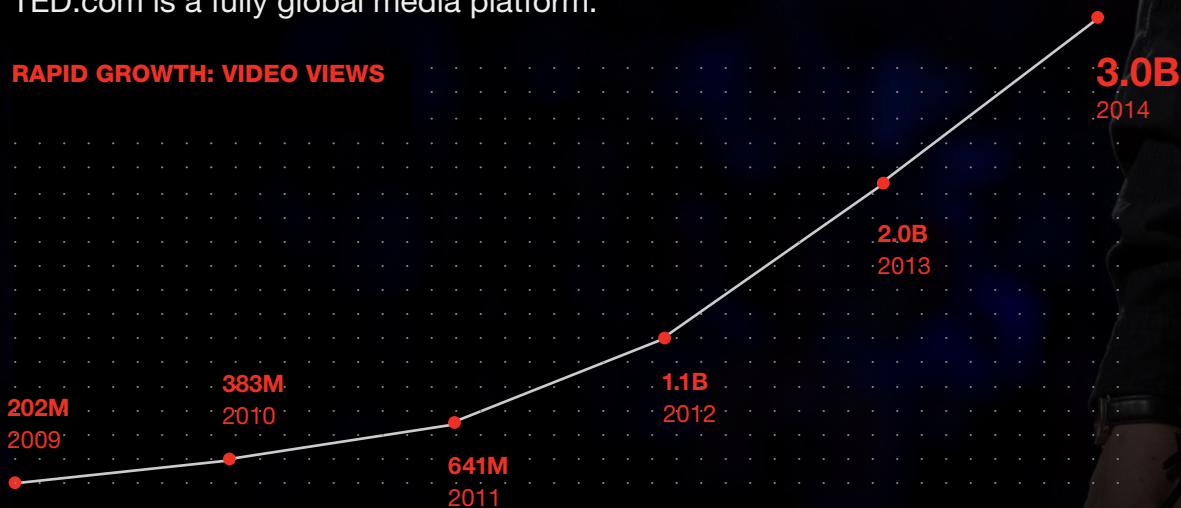 TED.com is a fully global media platform.
RAPID GROWTH: VIDEO VIEWS
202M
2009
383M
2010
641M
2011
1.1B
2012
2.0B
2013
3.0B
2014